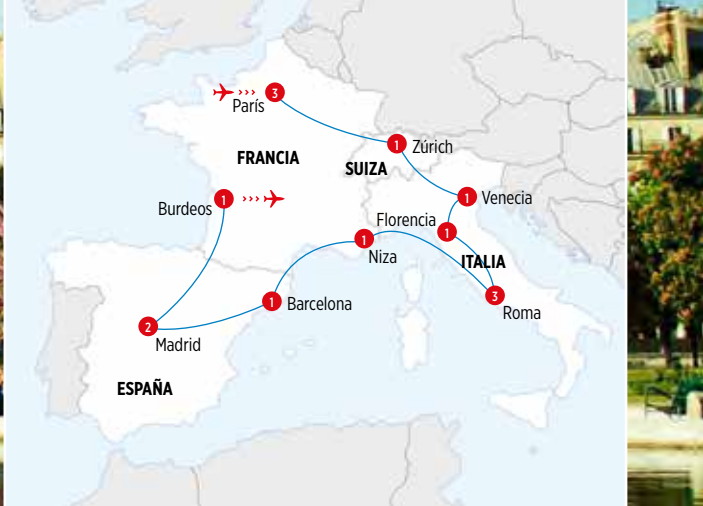 3
París
1
Zúrich
FRANCIA
SUIZA
1
Venecia
Burdeos
1
Florencia
1
1
Niza
ITALIA
3
Roma
1
Barcelona
2
Madrid
ESPAÑA